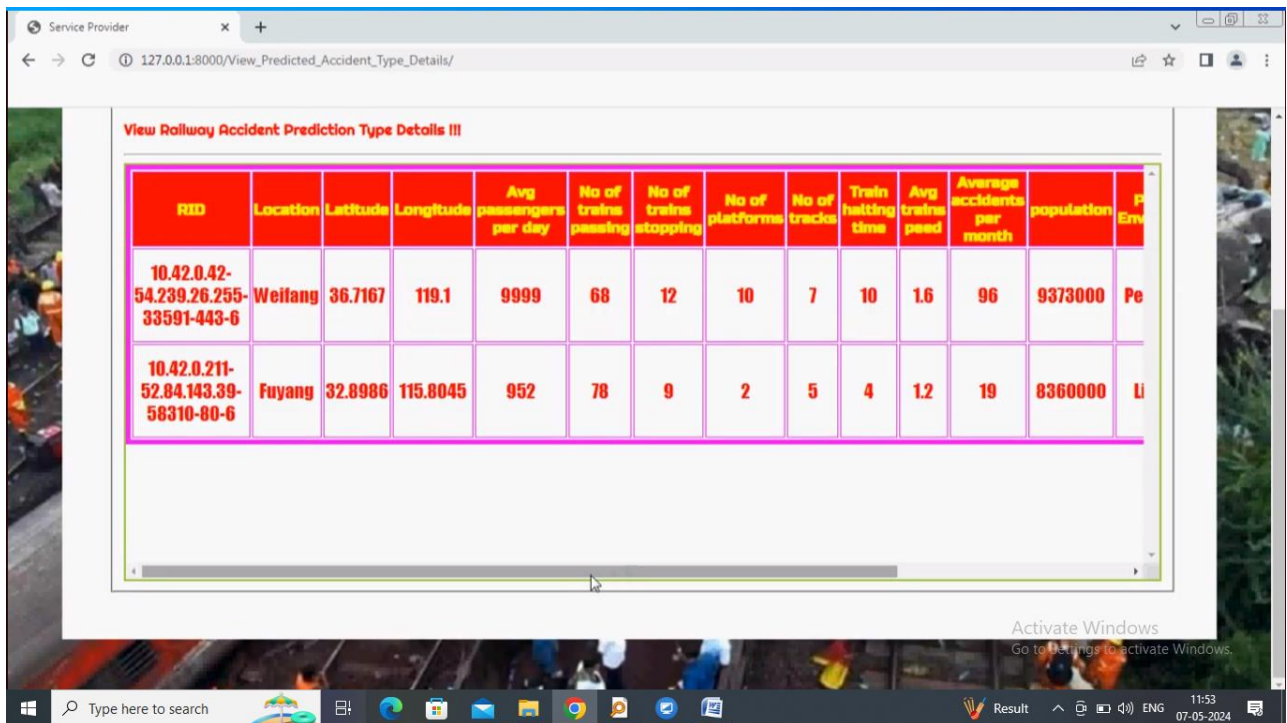 Service Provider
127.0.0.1:8000/View_Predicted_Accident_Type_Details/
View Railway Accident Prediction Type Details !!!
RID Location Latitude Longitude Avg passengers per day No of trains passing No of trains stopping No of platforms No of tracks Train halting time Avg trains peed Average accidents per month population P Env
10.42.0.42-54.239.26.255-33591-443-6 Weifang 36.7167 119.1 9999 68 12 10 7 10 1.6 96 9373000 Pe
10.42.0.211-52.84.143.39-58310-80-6 Fuyang 32.8986 115.8045 952 78 9 2 5 4 1.2 19 8360000 Li
Activate Windows
Go to Settings to activate Windows.
Type here to search
Result
ENG
11:53
07-05-2024